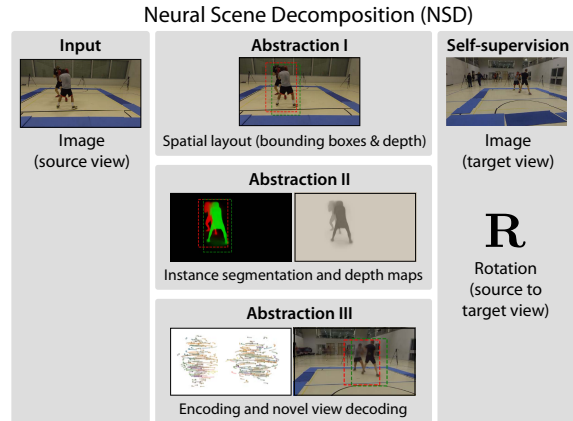 Neural Scene Decomposition (NSD)
Input
Image
(source view)
Abstraction I
Spatial layout (bounding boxes & depth)
Abstraction II
Instance segmentation and depth maps
Abstraction III
Encoding and novel view decoding
Self-supervision
Image
(target view)
R
Rotation
(source to
target view)